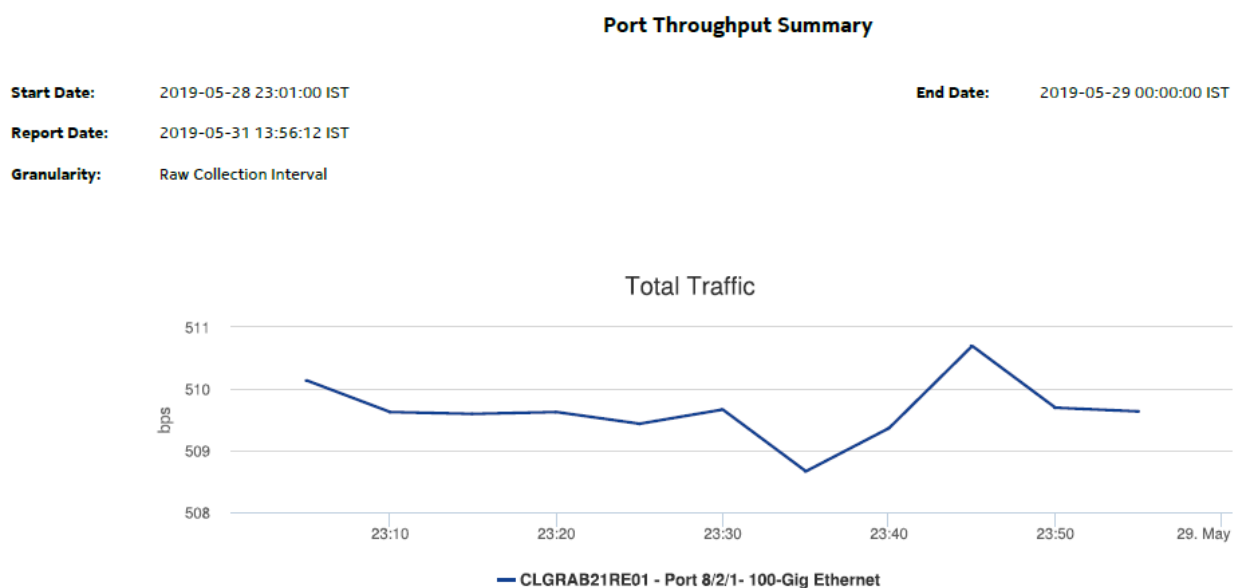 Port Throughput Summary
Start Date: 2019-05-28 23:01:00 IST End Date: 2019-05-29 00:00:00 IST
Report Date: 2019-05-31 13:56:12 IST
Granularity: Raw Collection Interval
Total Traffic
511
510
509
508
bps
23:10 23:20 23:30 23:40 23:50 29. May
CLGRAB21RE01 - Port 8/2/1- 100-Gig Ethernet